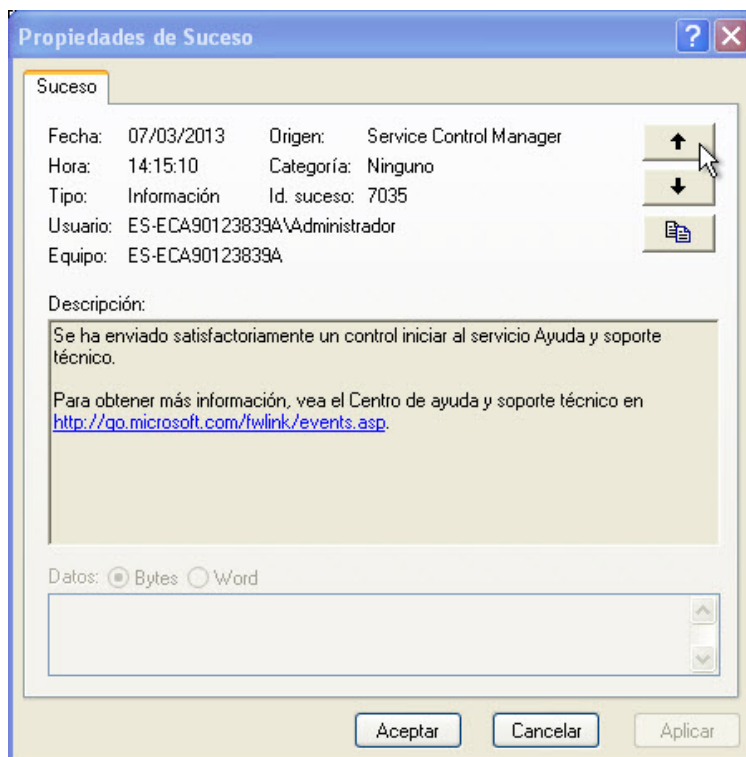 Propiedades de Suceso
Suceso
Fecha: 07/03/2013 Origen: Service Control Manager
Hora: 14:15:10 Categoría: Ninguno
Tipo: Información Id. suceso: 7035
Usuario: ES-ECA90123839A\Administrador
Equipo: ES-ECA90123839A
Descripción:
Se ha enviado satisfactoriamente un control iniciar al servicio Ayuda y soporte
técnico.
Para obtener más información, vea el Centro de ayuda y soporte técnico en
http://go.microsoft.com/fwlink/events.asp.
Datos: Bytes Word
Aceptar Cancelar Aplicar